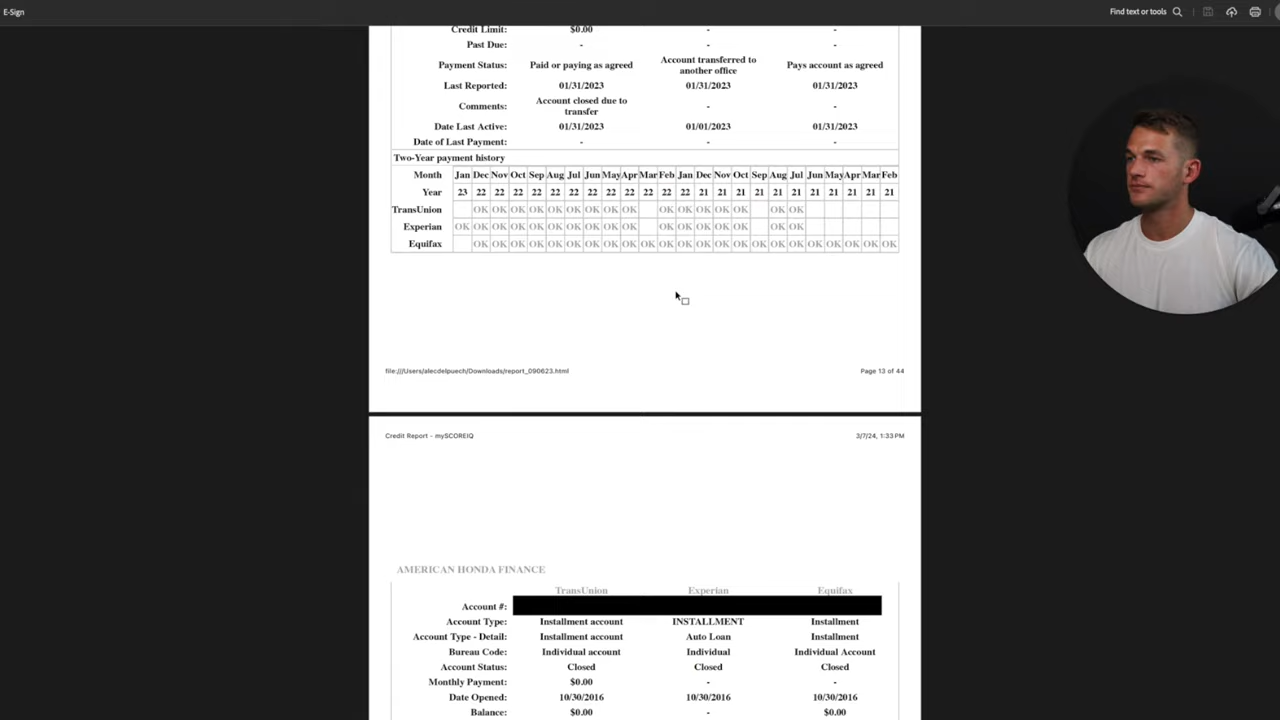 E-Sign
Find text or tools
Credit Limit: $0.00 - -
Past Due: - - -
Payment Status: Paid or paying as agreed Account transferred to another office Pays account as agreed
Last Reported: 01/31/2023 01/31/2023 01/31/2023
Comments: Account closed due to transfer - -
Date Last Active: 01/31/2023 01/01/2023 01/31/2023
Date of Last Payment: - - -
Two-Year payment history
Month Jan Dec Nov Oct Sep Aug Jul Jun May Apr Mar Feb Jan Dec Nov Oct Sep Aug Jul Jun May Apr Mar Feb
Year 23 22 22 22 22 22 22 22 22 22 22 22 22 21 21 21 21 21 21 21 21 21 21 21
TransUnion OK OK OK OK OK OK OK OK OK OK OK OK OK OK OK OK
Experian OK OK OK OK OK OK OK OK OK OK OK OK OK OK OK OK OK
Equifax OK OK OK OK OK OK OK OK OK OK OK OK OK OK OK OK OK OK OK OK OK OK OK
file:///Users/alecdelpuech/Downloads/report_090623.html Page 13 of 44
Credit Report - mySCOREIQ 3/7/24, 1:33 PM
AMERICAN HONDA FINANCE
TransUnion Experian Equifax
Account #:
Account Type: Installment account INSTALLMENT Installment
Account Type - Detail: Installment account Auto Loan Installment
Bureau Code: Individual account Individual Individual Account
Account Status: Closed Closed Closed
Monthly Payment: $0.00 - -
Date Opened: 10/30/2016 10/30/2016 10/30/2016
Balance: $0.00 - $0.00